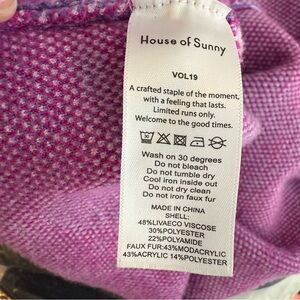 House of Sunny
VOL19
A crafted staple of the moment,
with a feeling that lasts.
Limited runs only.
Welcome to the good times.
Wash on 30 degrees
Do not bleach
Do not tumble dry
Cool iron inside out
Do not dry clean
Do not iron faux fur
MADE IN CHINA
SHELL:
48%LIVAECO VISCOSE
30%POLYESTER
22%POLYAMIDE
FAUX FUR:43%MODACRYLIC
43%ACRYLIC 14%POLYESTER